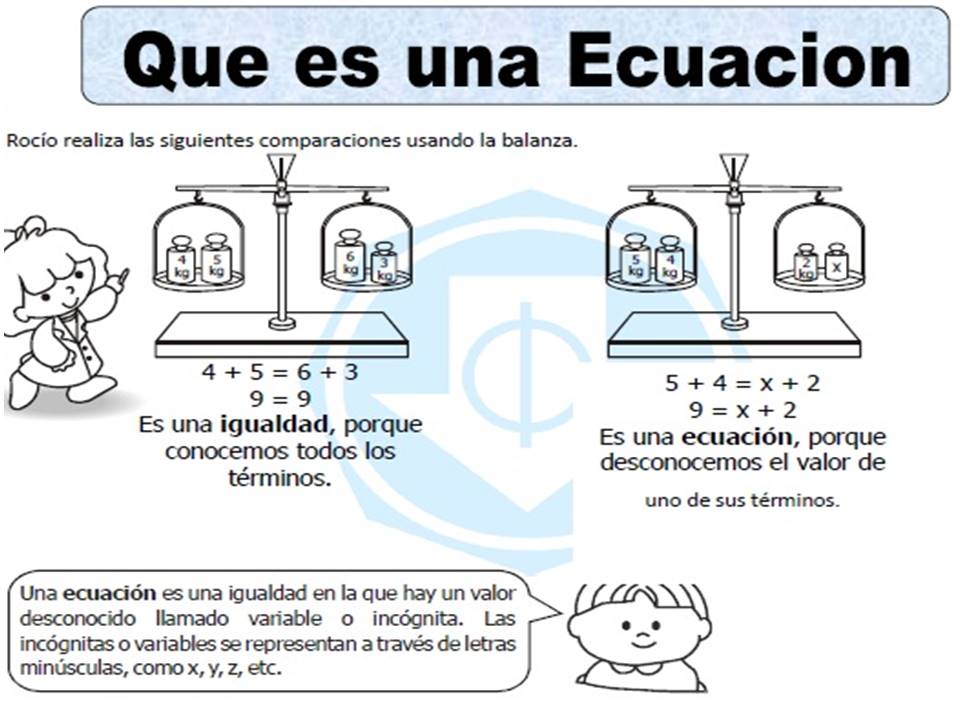 Que es una Ecuacion
Rocío realiza las siguientes comparaciones usando la balanza.
4 kg 5 kg 6 kg 3 kg
5 kg 4 kg 2 kg x
4 + 5 = 6 + 3
9 = 9
Es una igualdad, porque
conocemos todos los
términos.
5 + 4 = x + 2
9 = x + 2
Es una ecuación, porque
desconocemos el valor de
uno de sus términos.
Una ecuación es una igualdad en la que hay un valor
desconocido llamado variable o incógnita. Las
incógnitas o variables se representan a través de letras
minúsculas, como x, y, z, etc.